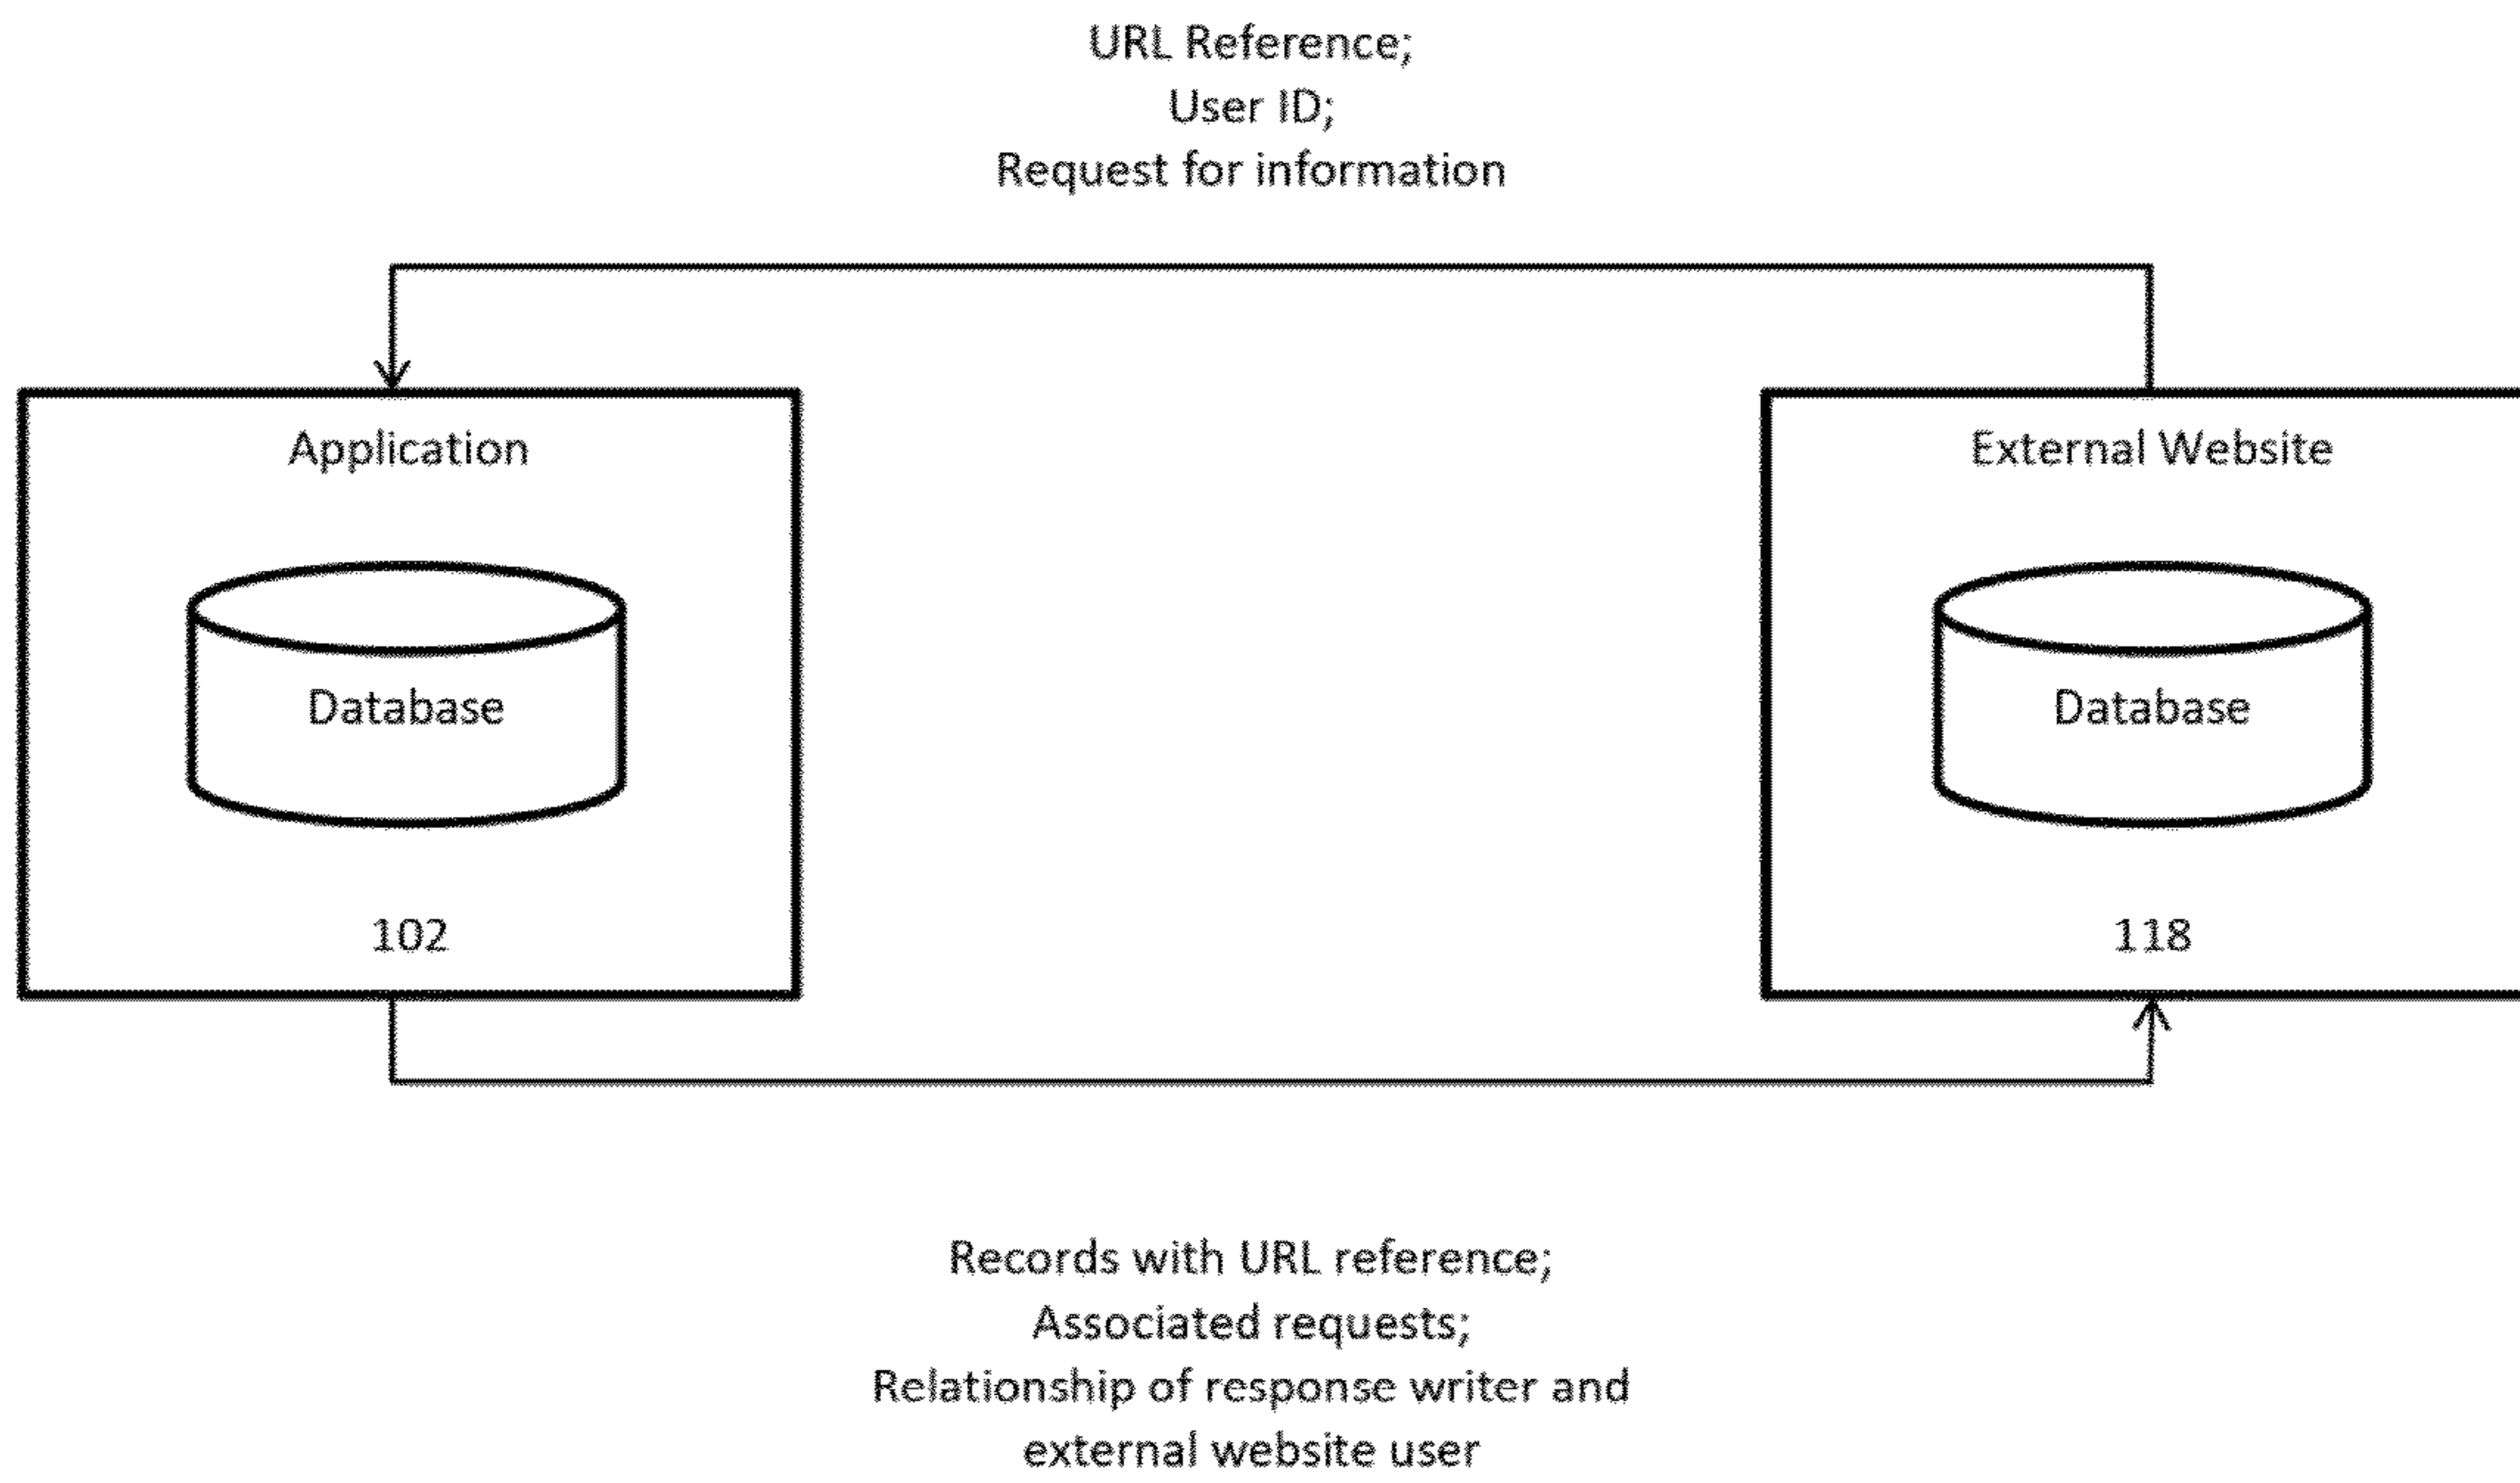 URL Reference;
User ID;
Request for information
Application
External Website
Database
Database
102
118
Records with URL reference;
Associated requests;
Relationship of response writer and
external website user